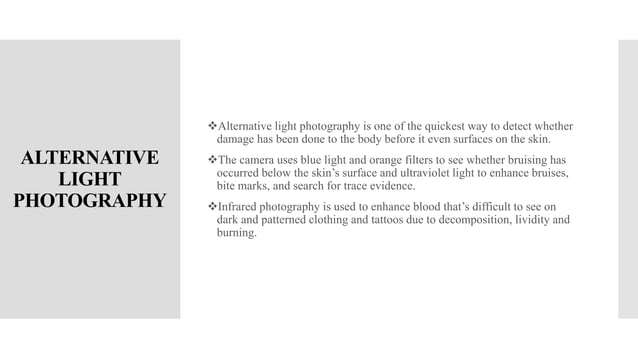 ALTERNATIVE
LIGHT
PHOTOGRAPHY
❖Alternative light photography is one of the quickest way to detect whether
damage has been done to the body before it even surfaces on the skin.
❖The camera uses blue light and orange filters to see whether bruising has
occurred below the skin’s surface and ultraviolet light to enhance bruises,
bite marks, and search for trace evidence.
❖Infrared photography is used to enhance blood that’s difficult to see on
dark and patterned clothing and tattoos due to decomposition, lividity and
burning.